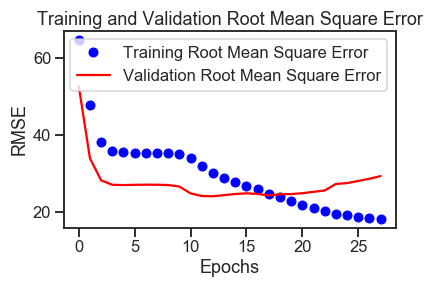 Training and Validation Root Mean Square Error
Training Root Mean Square Error
Validation Root Mean Square Error
60
40
20
RMSE
0
5
10
15
20
25
Epochs